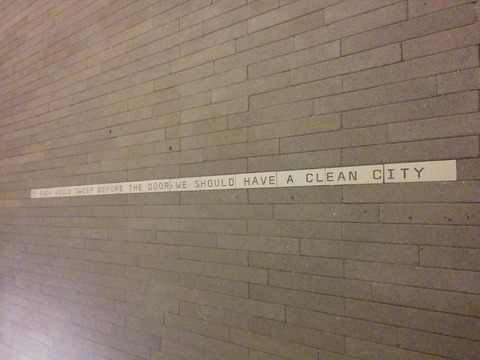 EACH WOULD SWEEP BEFORE THE DOOR, WE SHOULD HAVE A CLEAN CITY